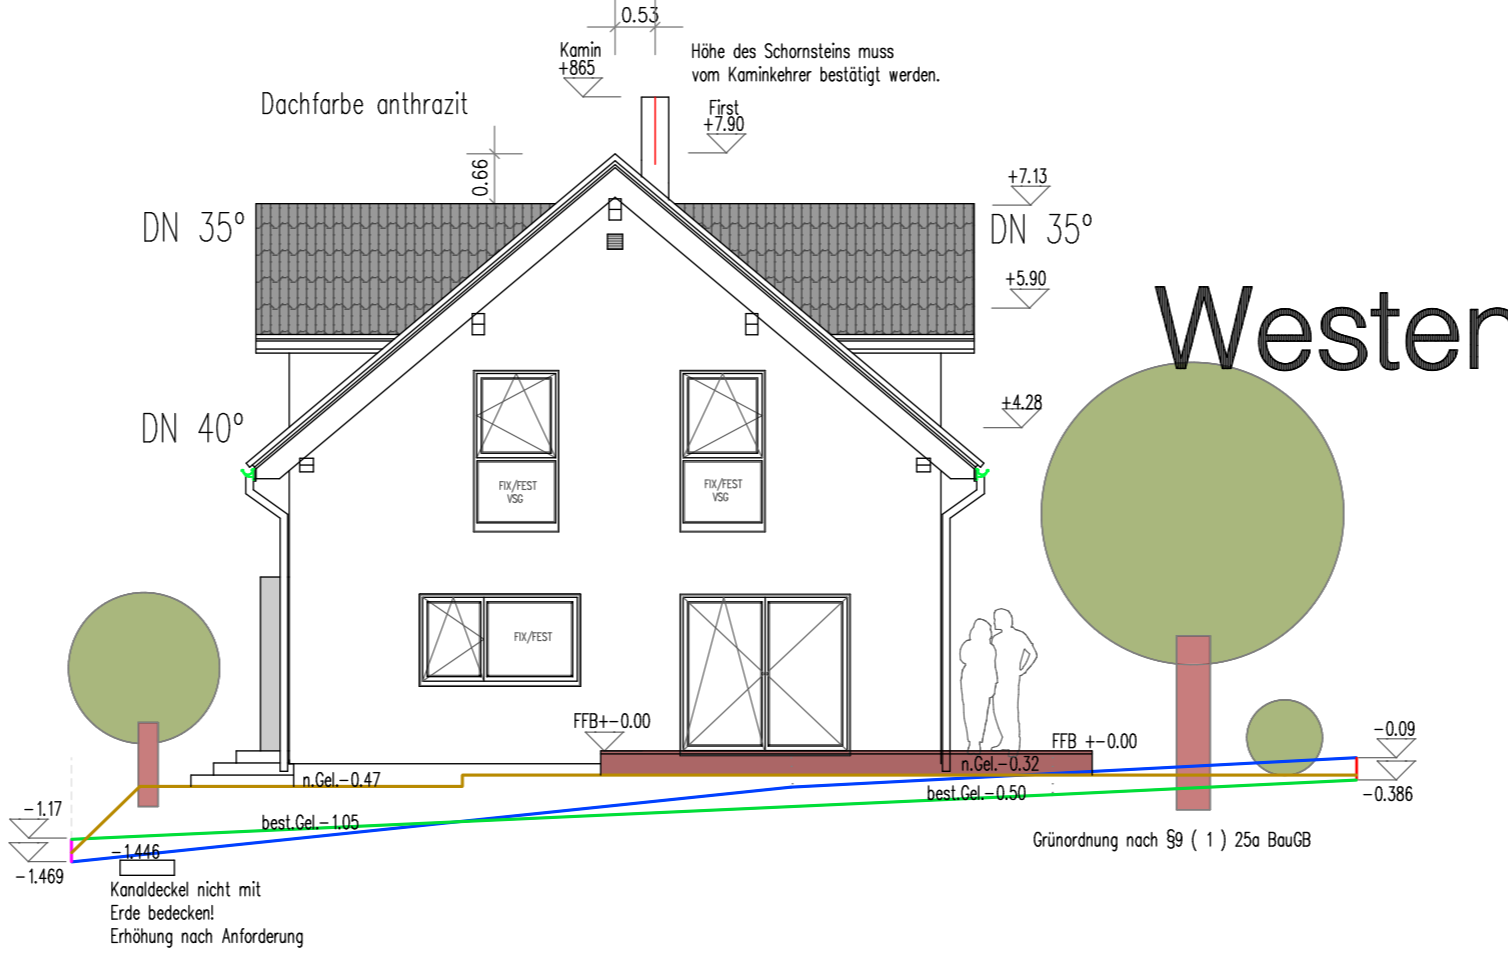 0.53
Kamin
+865
Höhe des Schornsteins muss
vom Kaminkehrer bestätigt werden.
Dachfarbe anthrazit
First
+7.90
0.66
+7.13
DN 35°
DN 35°
+5.90
Wester
DN 40°
+4.28
FIX/FEST
VSG
FIX/FEST
VSG
FIX/FEST
FFB+-0.00
FFB +-0.00
-0.09
n.Gel.-0.47
n.Gel.-0.32
best.Gel.-0.50
-0.386
-1.17
best.Gel.-1.05
-1.446
-1.469
Grünordnung nach §9 ( 1 ) 25a BauGB
Kanaldeckel nicht mit
Erde bedecken!
Erhöhung nach Anforderung